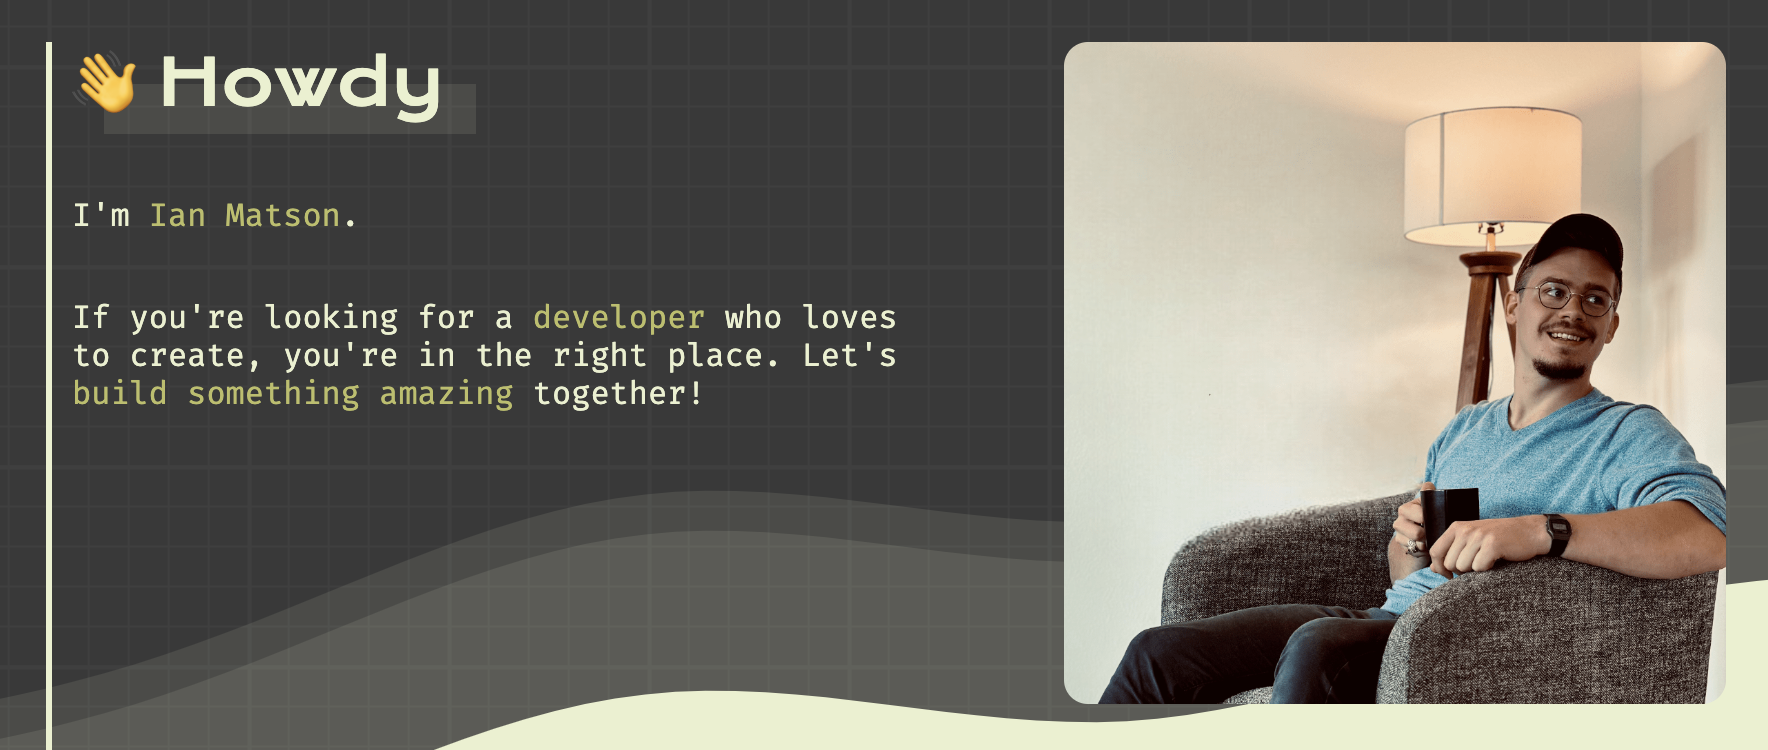 👋 Howdy
I'm Ian Matson.
If you're looking for a developer who loves
to create, you're in the right place. Let's
build something amazing together!